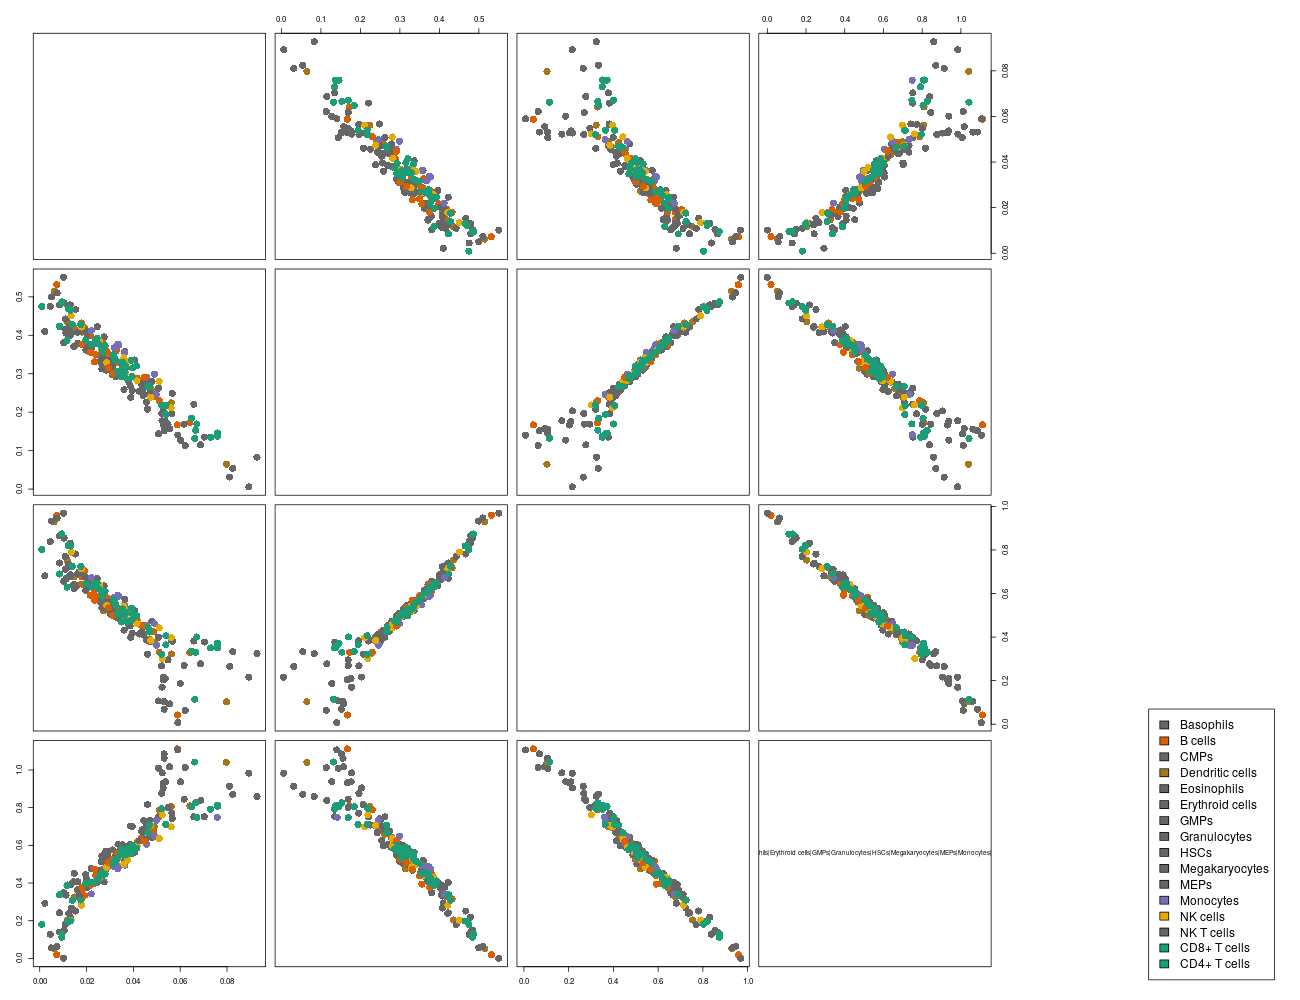 0.0 0.1 0.2 0.3 0.4 0.5 0.0 0.2 0.4 0.6 0.8 1.0
0.00 0.02 0.04 0.06 0.08
0.0 0.1 0.2 0.3 0.4 0.5
0.0 0.2 0.4 0.6 0.8 1.0
0.0 0.2 0.4 0.6 0.8 1.0
hils|Erythroid cells|GMPs|Granulocytes|HSCs|Megakaryocytes|MEPs|Monocytes|
0.00 0.02 0.04 0.06 0.08 0.0 0.2 0.4 0.6 0.8 1.0
Basophils
B cells
CMPs
Dendritic cells
Eosinophils
Erythroid cells
GMPs
Granulocytes
HSCs
Megakaryocytes
MEPs
Monocytes
NK cells
NK T cells
CD8+ T cells
CD4+ T cells